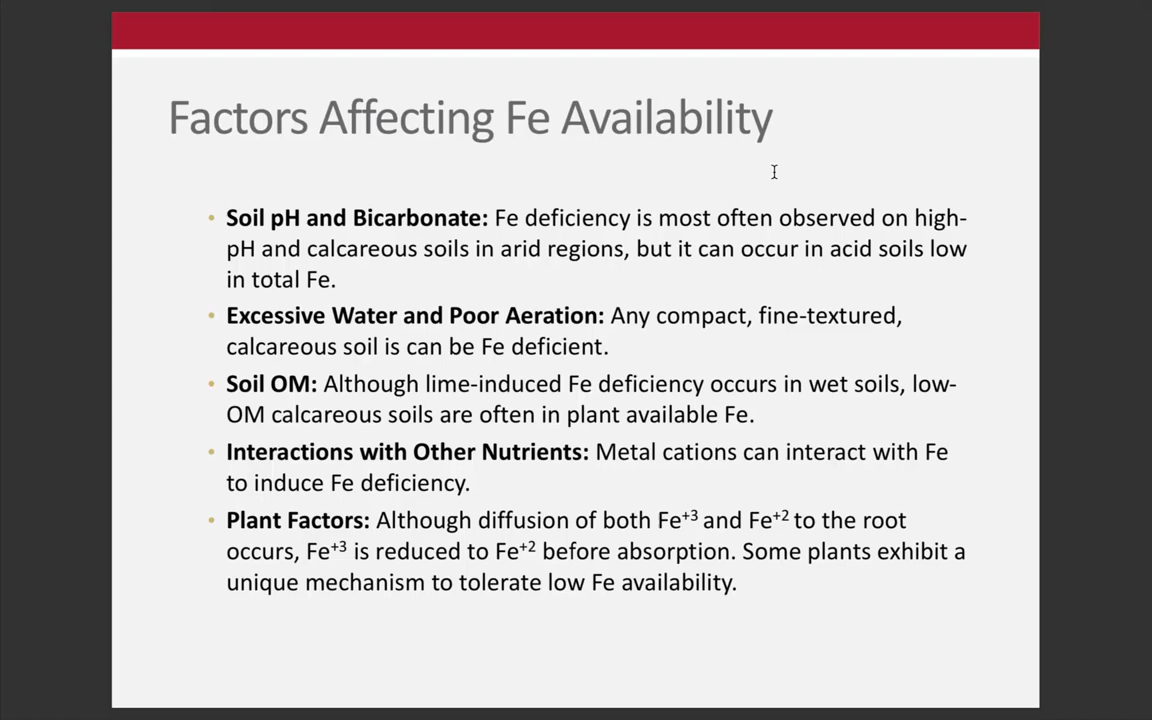 Factors Affecting Fe Availability
• Soil pH and Bicarbonate: Fe deficiency is most often observed on high-
pH and calcareous soils in arid regions, but it can occur in acid soils low
in total Fe.
• Excessive Water and Poor Aeration: Any compact, fine-textured,
calcareous soil is can be Fe deficient.
• Soil OM: Although lime-induced Fe deficiency occurs in wet soils, low-
OM calcareous soils are often in plant available Fe.
• Interactions with Other Nutrients: Metal cations can interact with Fe
to induce Fe deficiency.
• Plant Factors: Although diffusion of both Fe⁺³ and Fe⁺² to the root
occurs, Fe⁺³ is reduced to Fe⁺² before absorption. Some plants exhibit a
unique mechanism to tolerate low Fe availability.